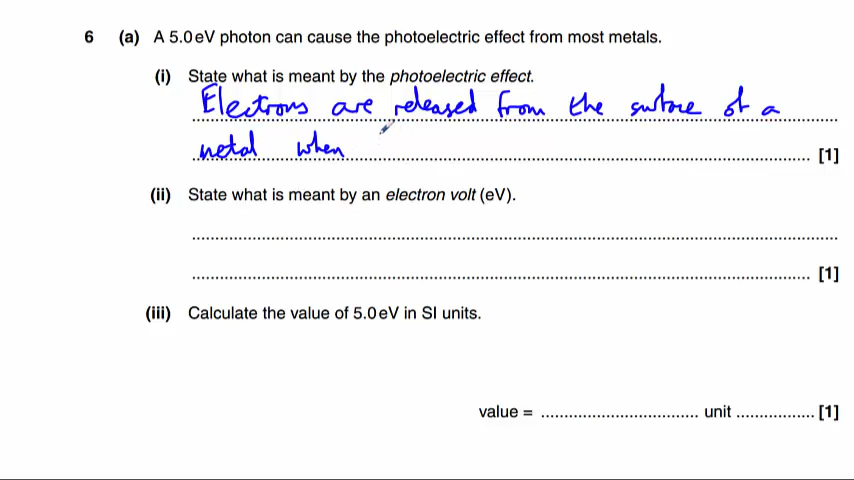 6 (a) A 5.0 eV photon can cause the photoelectric effect from most metals.
(i) State what is meant by the photoelectric effect.
Electrons are released from the surface of a
metal when [1]
(ii) State what is meant by an electron volt (eV).
[1]
(iii) Calculate the value of 5.0 eV in SI units.
value = ................................. unit ................. [1]